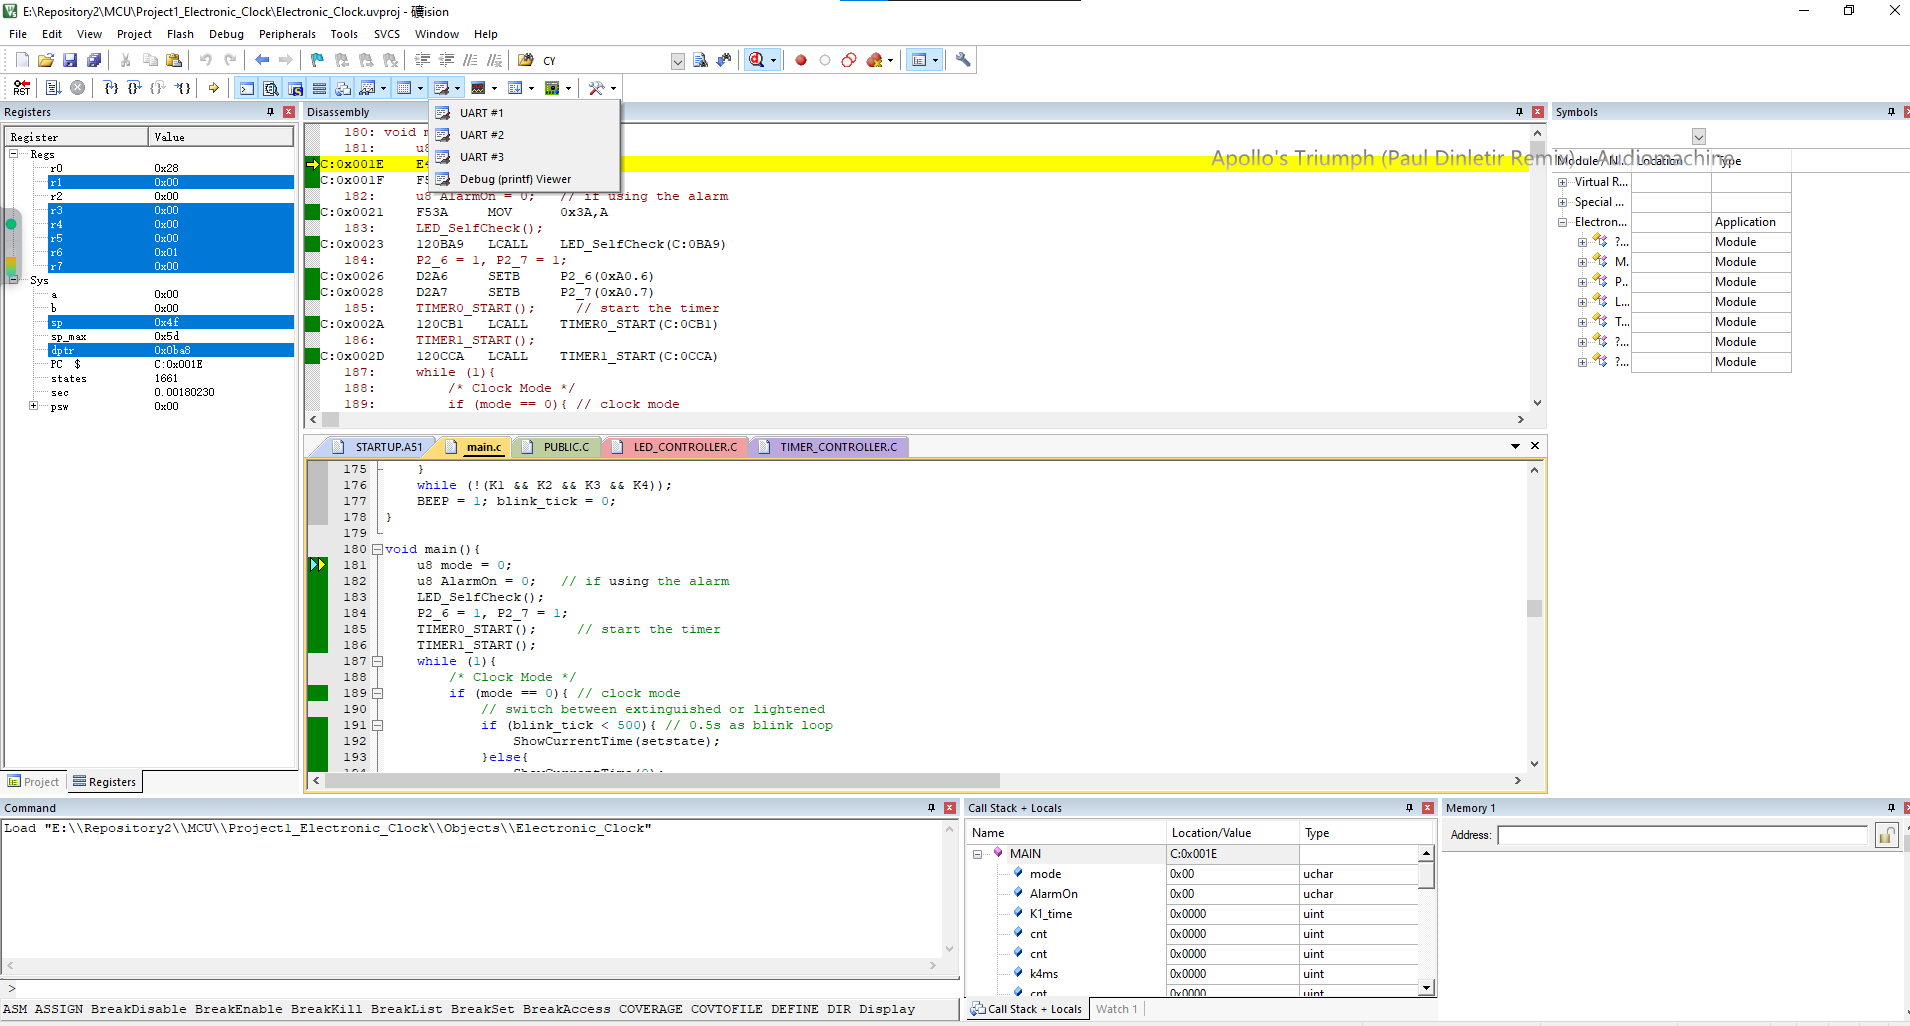 E:\Repository2\MCU\Project1_Electronic_Clock\Electronic_Clock.uvproj - 礦ision
File Edit View Project Flash Debug Peripherals Tools SVCS Window Help
CY
RST
Registers
Register Value
Regs
r0 0x28
r1 0x00
r2 0x00
r3 0x00
r4 0x00
r5 0x00
r6 0x01
r7 0x00
Sys
a 0x00
b 0x00
sp 0x4f
sp_max 0x5d
dptr 0x0ba8
PC $ C:0x001E
states 1661
sec 0.00180230
psw 0x00
Project Registers
Disassembly
UART #1
UART #2
UART #3
Debug (printf) Viewer
180: void
181:
C:0x001E
C:0x001F
182: u8 AlarmOn = 0; // if using the alarm
C:0x0021 F53A MOV 0x3A,A
183: LED_SelfCheck();
C:0x0023 120BA9 LCALL LED_SelfCheck(C:0BA9)
184: P2_6 = 1, P2_7 = 1;
C:0x0026 D2A6 SETB P2_6(0xA0.6)
C:0x0028 D2A7 SETB P2_7(0xA0.7)
185: TIMER0_START(); // start the timer
C:0x002A 120CB1 LCALL TIMER0_START(C:0CB1)
186: TIMER1_START();
C:0x002D 120CCA LCALL TIMER1_START(C:0CCA)
187: while (1){
188: /* Clock Mode */
189: if (mode == 0){ // clock mode
STARTUP.A51 main.c PUBLIC.C LED_CONTROLLER.C TIMER_CONTROLLER.C
175 }
176 while (!(K1 && K2 && K3 && K4));
177 BEEP = 1; blink_tick = 0;
178 }
179
180 void main(){
181 u8 mode = 0;
182 u8 AlarmOn = 0; // if using the alarm
183 LED_SelfCheck();
184 P2_6 = 1, P2_7 = 1;
185 TIMER0_START(); // start the timer
186 TIMER1_START();
187 while (1){
188 /* Clock Mode */
189 if (mode == 0){ // clock mode
190 // switch between extinguished or lightened
191 if (blink_tick < 500){ // 0.5s as blink loop
192 ShowCurrentTime(setstate);
193 }else{
194 ShowCurrentTime(0);
Symbols
Apollo's Triumph (Paul Dinletir Remix) - Audiomachine
Module / N... Location Type
Virtual R...
Special ...
Electron... Application
?... Module
M. Module
P.. Module
L... Module
T... Module
?... Module
?... Module
Command
Load "E:\\Repository2\\MCU\\Project1_Electronic_Clock\\Objects\\Electronic_Clock"
>
ASM ASSIGN BreakDisable BreakEnable BreakKill BreakList BreakSet BreakAccess COVERAGE COVTOFILE DEFINE DIR Display
Call Stack + Locals
Name Location/Value Type
MAIN C:0x001E
mode 0x00 uchar
AlarmOn 0x00 uchar
K1_time 0x0000 uint
cnt 0x0000 uint
cnt 0x0000 uint
k4ms 0x0000 uint
cnt 0x0000 uint
Call Stack + Locals Watch 1
Memory 1
Address: